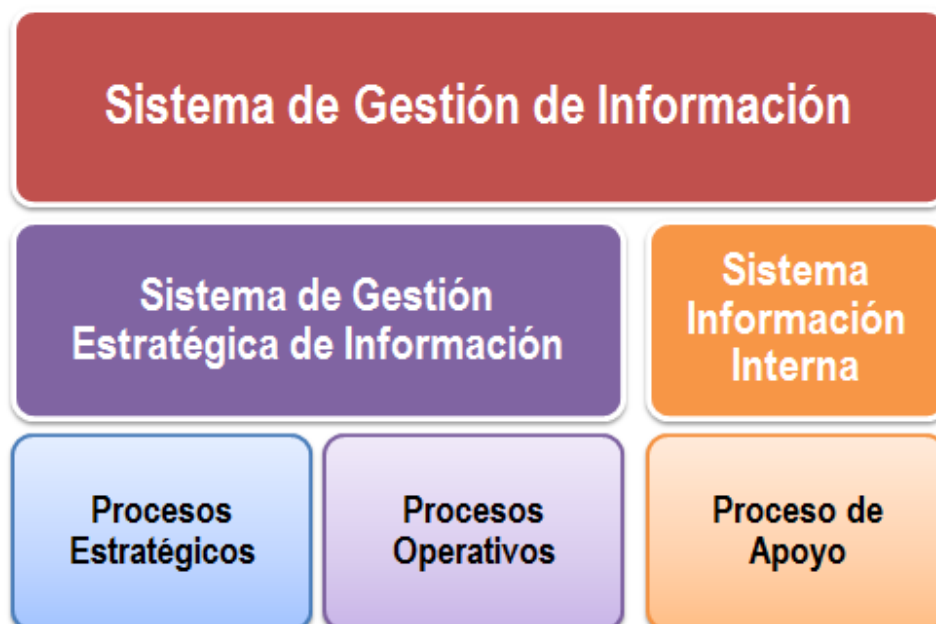 Sistema de Gestión de Información
Sistema de Gestión
Estratégica de Información
Sistema
Información
Interna
Procesos
Estratégicos
Procesos
Operativos
Proceso de
Apoyo